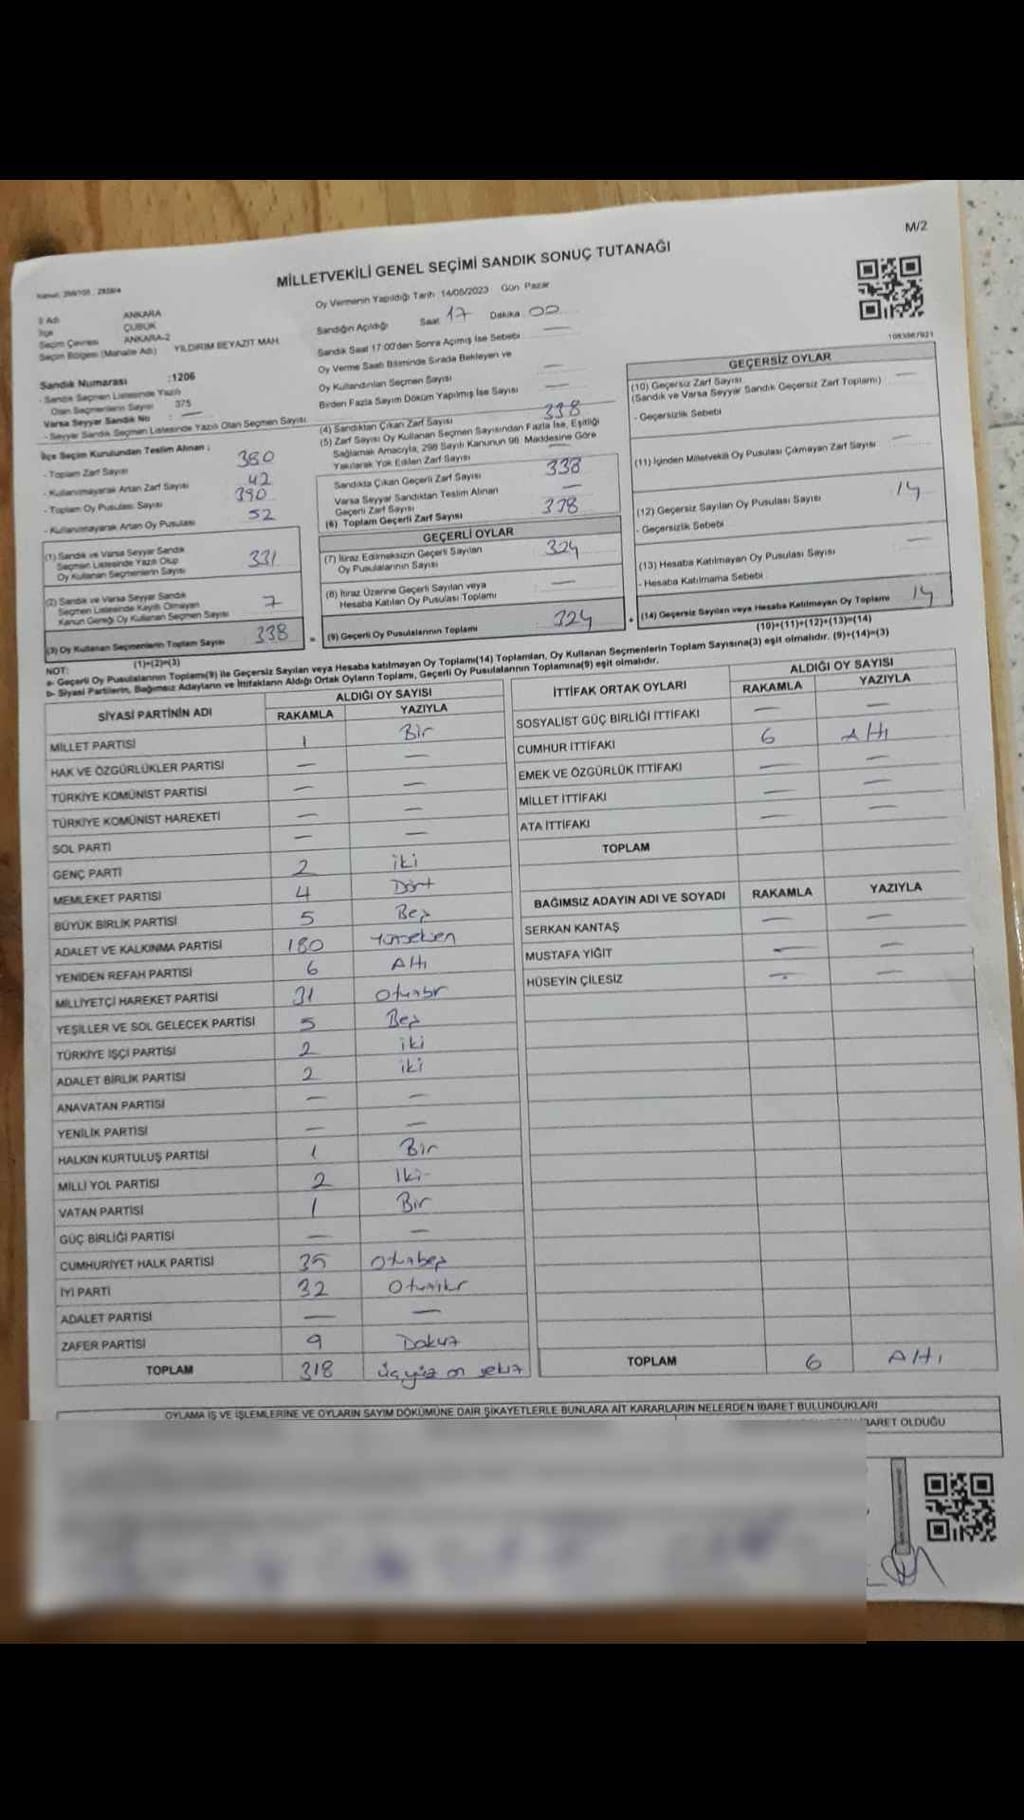 M/2
MİLLETVEKİLİ GENEL SEÇİMİ SANDIK SONUÇ TUTANAĞI
İl Adı ANKARA
İlçe ÇUBUK
Seçim Çevresi ANKARA-2
Seçim Bölgesi (Mahalle Adı) YILDIRIM BEYAZIT MAH.
Sandık Numarası :1206
- Sandık Seçmen Listesinde Yazılı
Olan Seçmenlerin Sayısı 375
Varsa Seyyar Sandık No : —
- Seyyar Sandık Seçmen Listesinde Yazılı Olan Seçmen Sayısı
İlçe Seçim Kurulundan Teslim Alınan :
- Toplam Zarf Sayısı 380
- Kullanılmayarak Artan Zarf Sayısı 42
- Toplam Oy Pusulası Sayısı 390
- Kullanılmayarak Artan Oy Pusulası 52
(1) Sandık ve Varsa Seyyar Sandık
Seçmen Listesinde Yazılı Olup
Oy Kullanan Seçmenlerin Sayısı 331
(2) Sandık ve Varsa Seyyar Sandık
Seçmen Listesinde Kayıtlı Olmayan
Kanun Gereği Oy Kullanan Seçmen Sayısı 7
(3) Oy Kullanan Seçmenlerin Toplam Sayısı 338
(1)+(2)=(3)
Oy Vermenin Yapıldığı Tarih 14/05/2023 Gün Pazar
Sandığın Açıldığı Saat 17 Dakika 00
Sandık Saat 17:00'den Sonra Açılmış İse Sebebi —
Oy Verme Saati Bitiminde Sırada Bekleyen ve
Oy Kullandırılan Seçmen Sayısı —
Birden Fazla Sayım Döküm Yapılmış İse Sayısı —
(4) Sandıktan Çıkan Zarf Sayısı 338
(5) Zarf Sayısı Oy Kullanan Seçmen Sayısından Fazla İse, Eşitliği
Sağlamak Amacıyla, 298 Sayılı Kanunun 98. Maddesine Göre
Yakılarak Yok Edilen Zarf Sayısı
Sandıkta Çıkan Geçerli Zarf Sayısı 338
Varsa Seyyar Sandıktan Teslim Alınan
Geçerli Zarf Sayısı —
(6) Toplam Geçerli Zarf Sayısı 338
GEÇERLİ OYLAR
(7) İtiraz Edilmeksizin Geçerli Sayılan
Oy Pusulalarının Sayısı 324
(8) İtiraz Üzerine Geçerli Sayılan veya
Hesaba Katılan Oy Pusulası Toplamı —
= (9) Geçerli Oy Pusulalarının Toplamı 324
GEÇERSİZ OYLAR
(10) Geçersiz Zarf Sayısı
(Sandık ve Varsa Seyyar Sandık Geçersiz Zarf Toplamı) —
- Geçersizlik Sebebi
(11) İçinden Milletvekili Oy Pusulası Çıkmayan Zarf Sayısı —
(12) Geçersiz Sayılan Oy Pusulası Sayısı 14
- Geçersizlik Sebebi
(13) Hesaba Katılmayan Oy Pusulası Sayısı —
- Hesaba Katılmama Sebebi
+ (14) Geçersiz Sayılan veya Hesaba Katılmayan Oy Toplamı 14
(10)+(11)+(12)+(13)=(14)
NOT:
a- Geçerli Oy Pusulalarının Toplamı(9) ile Geçersiz Sayılan veya Hesaba katılmayan Oy Toplamı(14) Toplamları, Oy Kullanan Seçmenlerin Toplam Sayısına(3) eşit olmalıdır. (9)+(14)=(3)
b- Siyasi Partilerin, Bağımsız Adayların ve İttifakların Aldığı Ortak Oyların Toplamı, Geçerli Oy Pusulalarının Toplamına(9) eşit olmalıdır.
SİYASİ PARTİNİN ADI ALDIĞI OY SAYISI
RAKAMLA YAZIYLA
MİLLET PARTİSİ 1 Bir
HAK VE ÖZGÜRLÜKLER PARTİSİ — —
TÜRKİYE KOMÜNİST PARTİSİ — —
TÜRKİYE KOMÜNİST HAREKETİ — —
SOL PARTİ — —
GENÇ PARTİ 2 iki
MEMLEKET PARTİSİ 4 Dört
BÜYÜK BİRLİK PARTİSİ 5 Beş
ADALET VE KALKINMA PARTİSİ 180 Yüzseksen
YENİDEN REFAH PARTİSİ 6 Altı
MİLLİYETÇİ HAREKET PARTİSİ 31 Otuzbir
YEŞİLLER VE SOL GELECEK PARTİSİ 5 Beş
TÜRKİYE İŞÇİ PARTİSİ 2 iki
ADALET BİRLİK PARTİSİ 2 iki
ANAVATAN PARTİSİ — —
YENİLİK PARTİSİ — —
HALKIN KURTULUŞ PARTİSİ 1 Bir
MİLLİ YOL PARTİSİ 2 İki
VATAN PARTİSİ 1 Bir
GÜÇ BİRLİĞİ PARTİSİ — —
CUMHURİYET HALK PARTİSİ 35 Otuzbeş
İYİ PARTİ 32 Otuziki
ADALET PARTİSİ — —
ZAFER PARTİSİ 9 Dokuz
TOPLAM 318 üçyüz on sekiz
İTTİFAK ORTAK OYLARI ALDIĞI OY SAYISI
RAKAMLA YAZIYLA
SOSYALİST GÜÇ BİRLİĞİ İTTİFAKI — —
CUMHUR İTTİFAKI 6 Altı
EMEK VE ÖZGÜRLÜK İTTİFAKI — —
MİLLET İTTİFAKI — —
ATA İTTİFAKI — —
TOPLAM
BAĞIMSIZ ADAYIN ADI VE SOYADI RAKAMLA YAZIYLA
SERKAN KANTAŞ — —
MUSTAFA YİĞİT — —
HÜSEYİN ÇİLESİZ — —
TOPLAM 6 Altı
OYLAMA İŞ VE İŞLEMLERİNE VE OYLARIN SAYIM DÖKÜMÜNE DAİR ŞİKAYETLERLE BUNLARA AİT KARARLARIN NELERDEN İBARET BULUNDUKLARI
BARET OLDUĞU